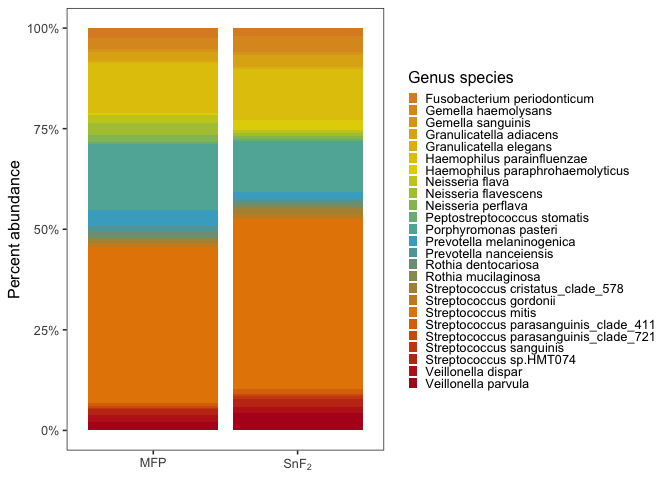 100%
75%
50%
25%
0%
Percent abundance
MFP
SnF₂
Genus species
Fusobacterium periodonticum
Gemella haemolysans
Gemella sanguinis
Granulicatella adiacens
Granulicatella elegans
Haemophilus parainfluenzae
Haemophilus paraphrohaemolyticus
Neisseria flava
Neisseria flavescens
Neisseria perflava
Peptostreptococcus stomatis
Porphyromonas pasteri
Prevotella melaninogenica
Prevotella nanceiensis
Rothia dentocariosa
Rothia mucilaginosa
Streptococcus cristatus_clade_578
Streptococcus gordonii
Streptococcus mitis
Streptococcus parasanguinis_clade_411
Streptococcus parasanguinis_clade_721
Streptococcus sanguinis
Streptococcus sp.HMT074
Veillonella dispar
Veillonella parvula